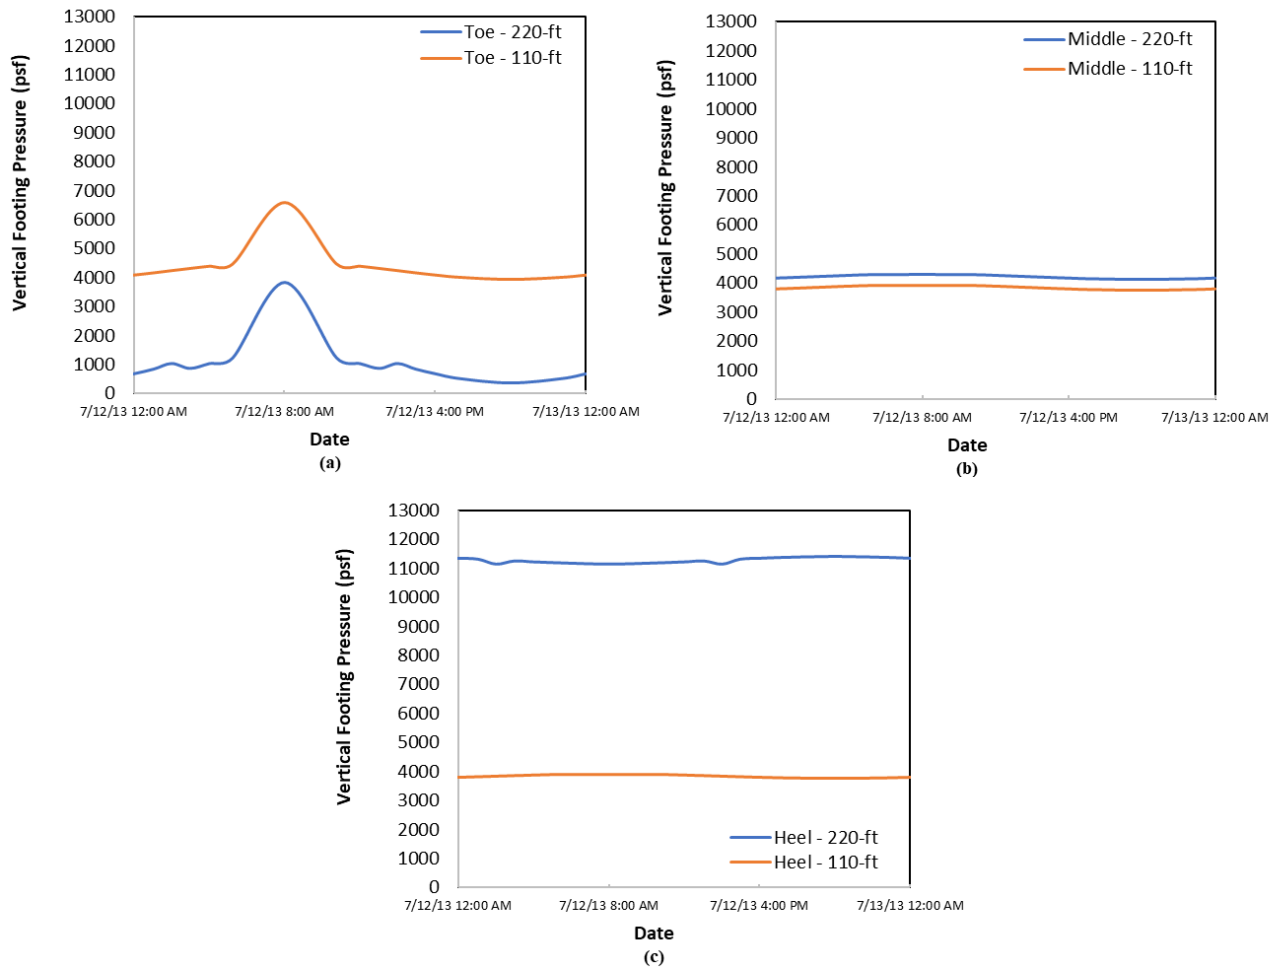 Vertical Footing Pressure (psf)
13000
12000
11000
10000
9000
8000
7000
6000
5000
4000
3000
2000
1000
0
Toe - 220-ft
Toe - 110-ft
7/12/13 12:00 AM
7/12/13 8:00 AM
7/12/13 4:00 PM
7/13/13 12:00 AM
Date
(a)
Vertical Footing Pressure (psf)
13000
12000
11000
10000
9000
8000
7000
6000
5000
4000
3000
2000
1000
0
Middle - 220-ft
Middle - 110-ft
7/12/13 12:00 AM
7/12/13 8:00 AM
7/12/13 4:00 PM
7/13/13 12:00 AM
Date
(b)
Vertical Footing Pressure (psf)
13000
12000
11000
10000
9000
8000
7000
6000
5000
4000
3000
2000
1000
0
Heel - 220-ft
Heel - 110-ft
7/12/13 12:00 AM
7/12/13 8:00 AM
7/12/13 4:00 PM
7/13/13 12:00 AM
Date
(c)